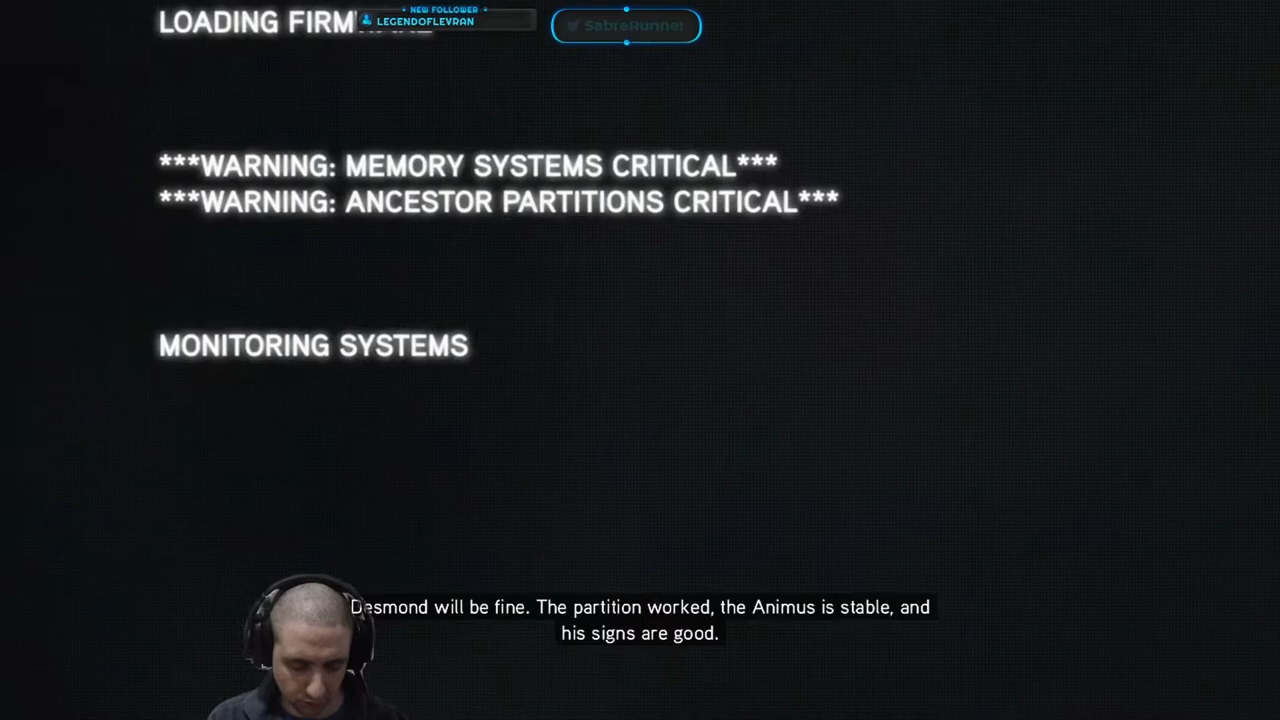 NEW FOLLOWER
LEGENDOFLEVRAN
SabreRunner
LOADING FIRM
***WARNING: MEMORY SYSTEMS CRITICAL***
***WARNING: ANCESTOR PARTITIONS CRITICAL***
MONITORING SYSTEMS
Desmond will be fine. The partition worked, the Animus is stable, and
his signs are good.